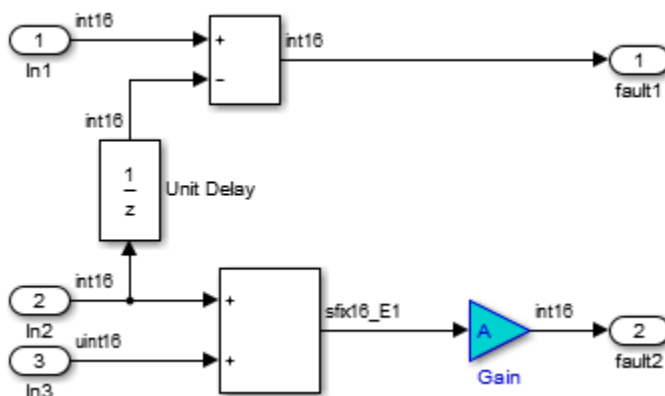 int16
1
In1
+
−
int16
1
fault1
int16
1
z
Unit Delay
int16
2
In2
+
sfix16_E1
A
Gain
int16
2
fault2
uint16
3
In3
+